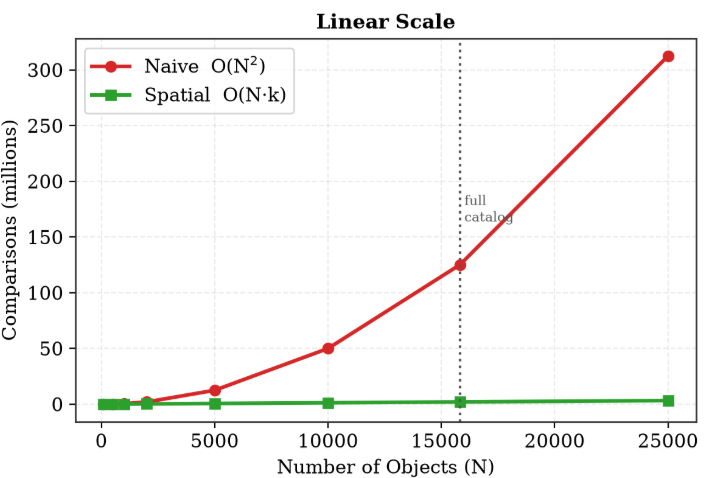 Linear Scale
Naive O(N²)
Spatial O(N·k)
full
catalog
Comparisons (millions)
300
250
200
150
100
50
0
0 5000 10000 15000 20000 25000
Number of Objects (N)